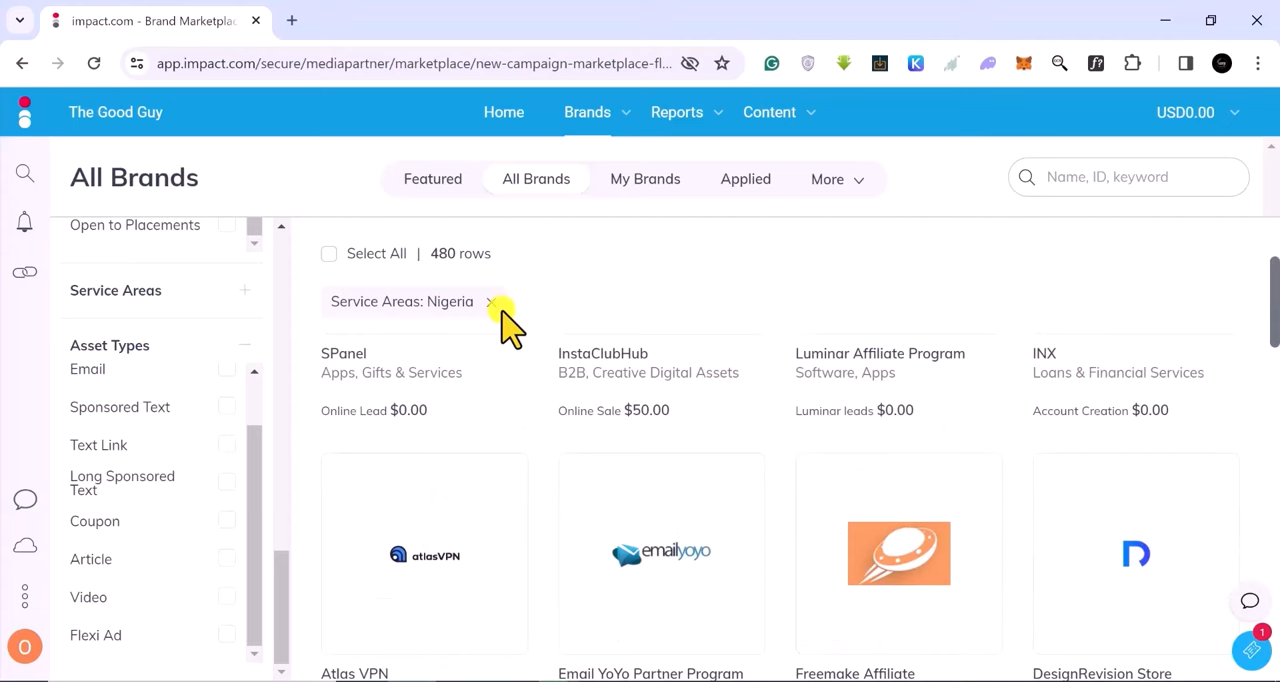 impact.com - Brand Marketplac
app.impact.com/secure/mediapartner/marketplace/new-campaign-marketplace-fl...
The Good Guy
Home
Brands
Reports
Content
USD0.00
All Brands
Featured
All Brands
My Brands
Applied
More
Name, ID, keyword
Open to Placements
Service Areas
Asset Types
Email
Sponsored Text
Text Link
Long Sponsored
Text
Coupon
Article
Video
Flexi Ad
O
Select All | 480 rows
Service Areas: Nigeria
SPanel
Apps, Gifts & Services
Online Lead $0.00
InstaClubHub
B2B, Creative Digital Assets
Online Sale $50.00
Luminar Affiliate Program
Software, Apps
Luminar leads $0.00
INX
Loans & Financial Services
Account Creation $0.00
atlasVPN
emailyoyo
Atlas VPN
Email YoYo Partner Program
Freemake Affiliate
DesignRevision Store
1